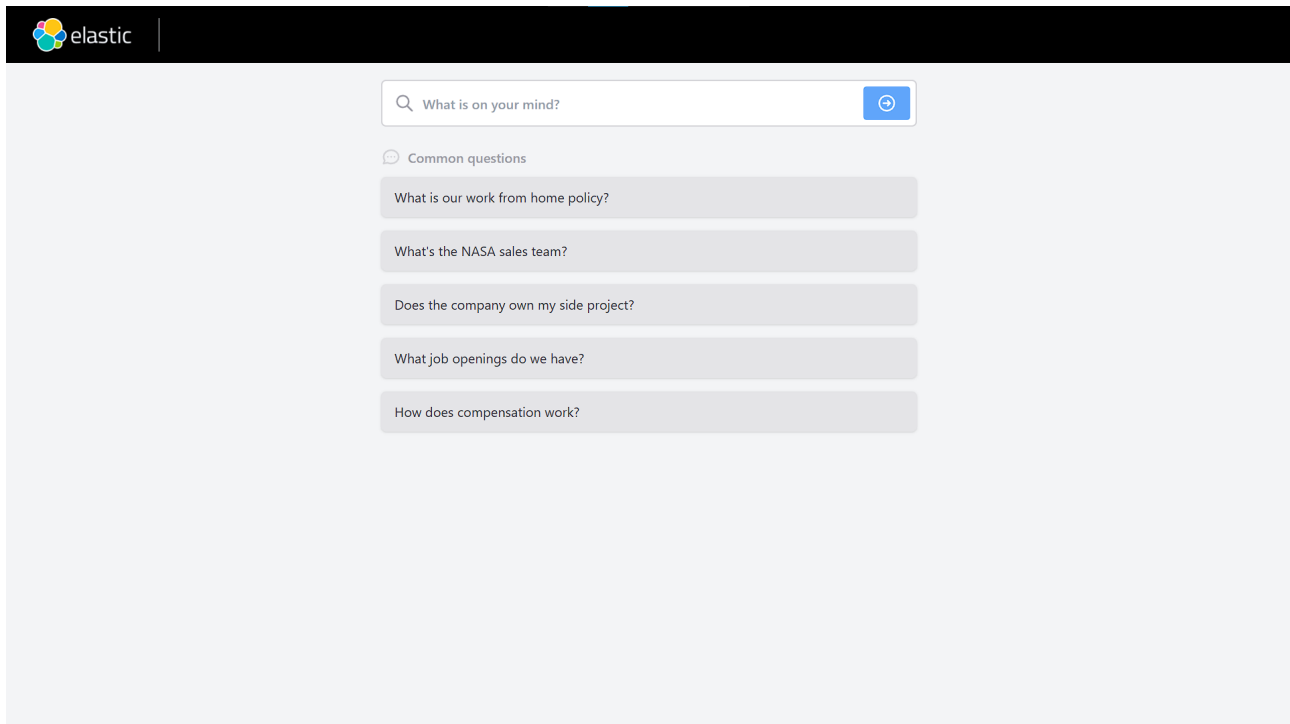 elastic
What is on your mind?
Common questions
What is our work from home policy?
What's the NASA sales team?
Does the company own my side project?
What job openings do we have?
How does compensation work?